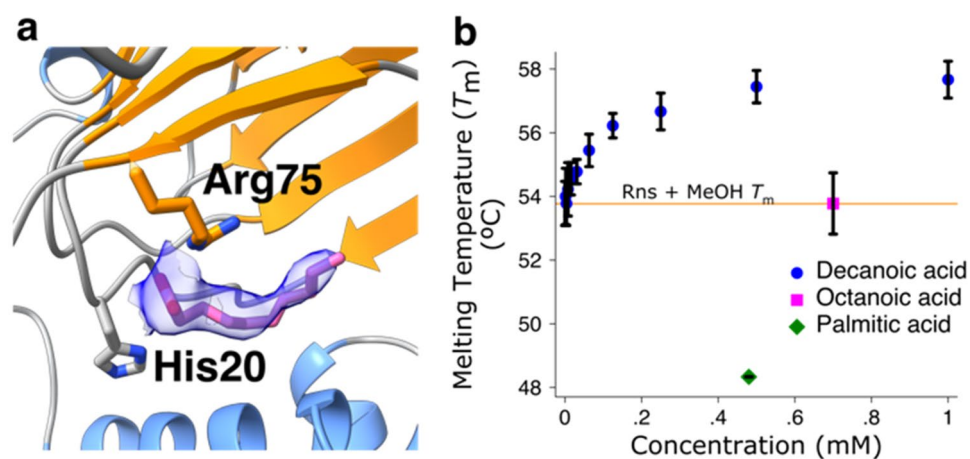 a
Arg75
His20
b
Melting Temperature (Tm)
(ºC)
58
56
54
52
50
48
Rns + MeOH Tm
Decanoic acid
Octanoic acid
Palmitic acid
0 .2 .4 .6 .8 1
Concentration (mM)